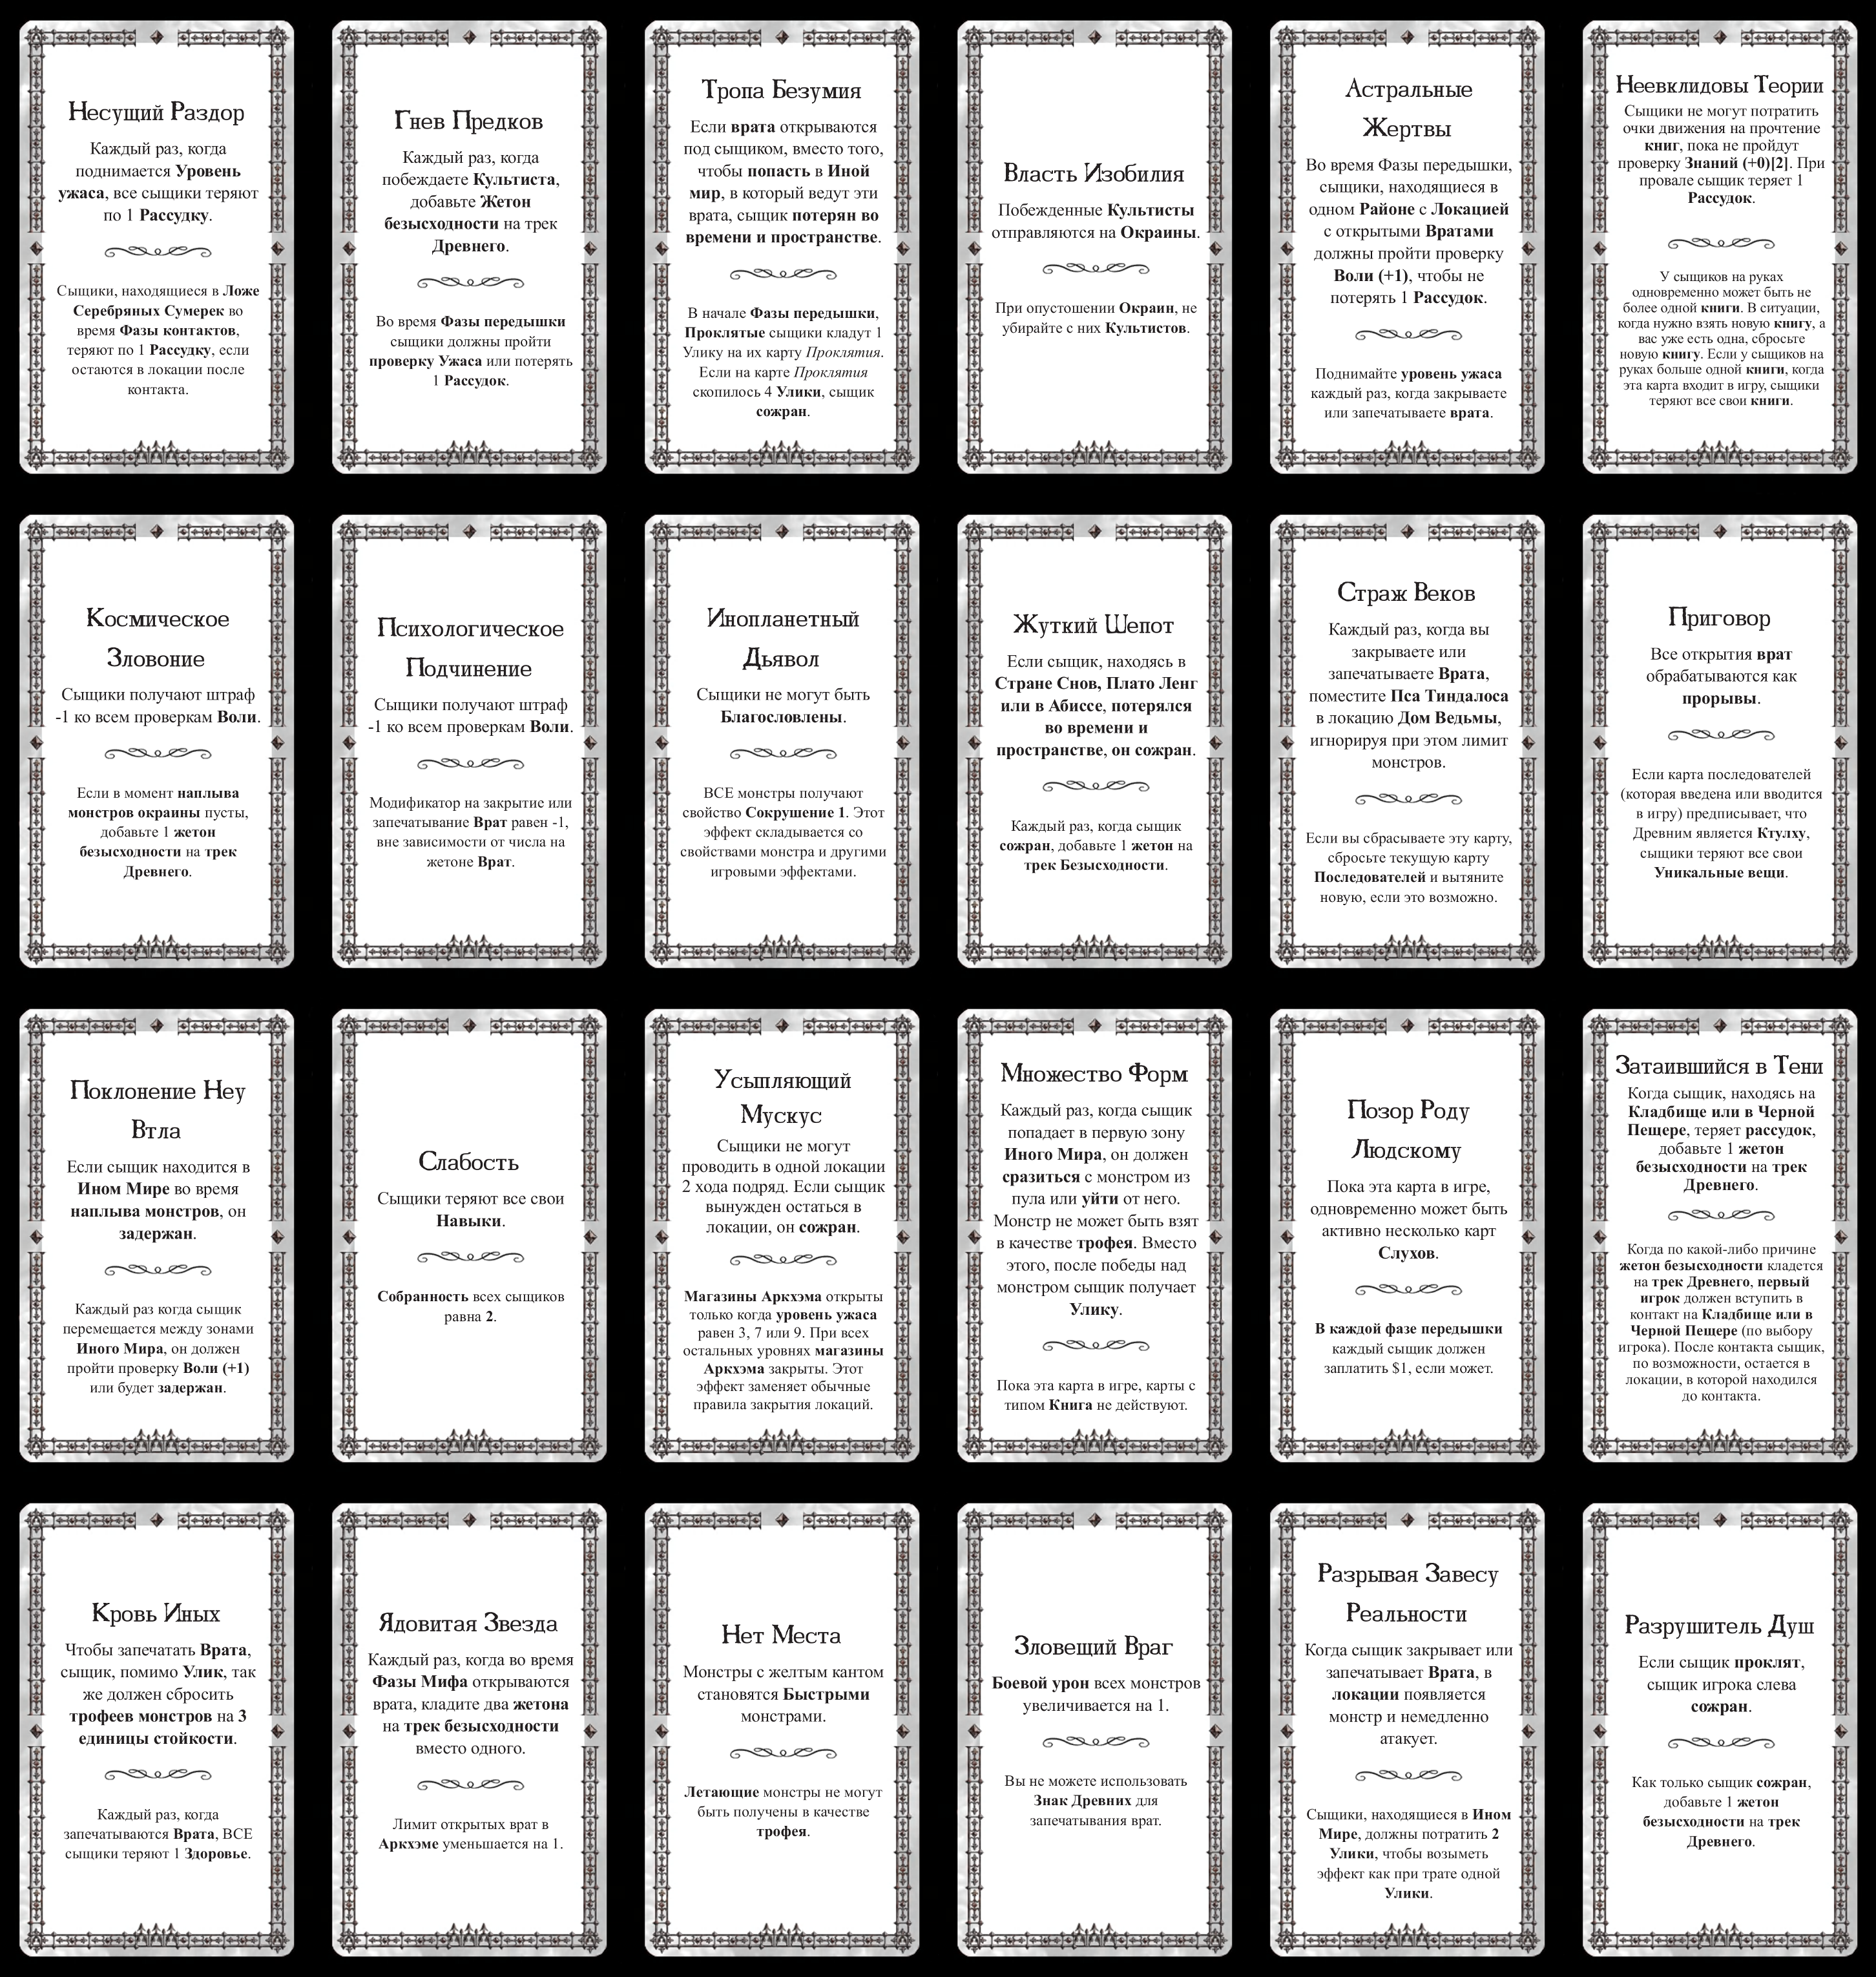 Несущий Раздор
Каждый раз, когда
поднимается Уровень
ужаса, все сыщики теряют
по 1 Рассудку.
Сыщики, находящиеся в Ложе
Серебряных Сумерек во
время Фазы контактов,
теряют по 1 Рассудку, если
остаются в локации после
контакта.
Гнев Предков
Каждый раз, когда
побеждаете Культиста,
добавьте Жетон
безысходности на трек
Древнего.
Во время Фазы передышки
сыщики должны пройти
проверку Ужаса или потерять
1 Рассудок.
Тропа Безумия
Если врата открываются
под сыщиком, вместо того,
чтобы попасть в Иной
мир, в который ведут эти
врата, сыщик потерян во
времени и пространстве.
В начале Фазы передышки,
Проклятые сыщики кладут 1
Улику на их карту Проклятия.
Если на карте Проклятия
скопилось 4 Улики, сыщик
сожран.
Власть Изобилия
Побежденные Культисты
отправляются на Окраины.
При опустошении Окраин, не
убирайте с них Культистов.
Астральные
Жертвы
Во время Фазы передышки,
сыщики, находящиеся в
одном Районе с Локацией
с открытыми Вратами
должны пройти проверку
Воли (+1), чтобы не
потерять 1 Рассудок.
Поднимайте уровень ужаса
каждый раз, когда закрываете
или запечатываете врата.
Неевклидовы Теории
Сыщики не могут потратить
очки движения на прочтение
книг, пока не пройдут
проверку Знаний (+0)[2]. При
провале сыщик теряет 1
Рассудок.
У сыщиков на руках
одновременно может быть не
более одной книги. В ситуации,
когда нужно взять новую книгу, а
вас уже есть одна, сбросьте
новую книгу. Если у сыщиков на
руках больше одной книги, когда
эта карта входит в игру, сыщики
теряют все свои книги.
Космическое
Зловоние
Сыщики получают штраф
-1 ко всем проверкам Воли.
Если в момент наплыва
монстров окраины пусты,
добавьте 1 жетон
безысходности на трек
Древнего.
Психологическое
Подчинение
Сыщики получают штраф
-1 ко всем проверкам Воли.
Модификатор на закрытие или
запечатывание Врат равен -1,
вне зависимости от числа на
жетоне Врат.
Инопланетный
Дьявол
Сыщики не могут быть
Благословлены.
ВСЕ монстры получают
свойство Сокрушение 1. Этот
эффект складывается со
свойствами монстра и другими
игровыми эффектами.
Жуткий Шепот
Если сыщик, находясь в
Стране Снов, Плато Ленг
или в Абиссе, потерялся
во времени и
пространстве, он сожран.
Каждый раз, когда сыщик
сожран, добавьте 1 жетон на
трек Безысходности.
Страж Веков
Каждый раз, когда вы
закрываете или
запечатываете Врата,
поместите Пса Тиндалоса
в локацию Дом Ведьмы,
игнорируя при этом лимит
монстров.
Если вы сбрасываете эту карту,
сбросьте текущую карту
Последователей и вытяните
новую, если это возможно.
Приговор
Все открытия врат
обрабатываются как
прорывы.
Если карта последователей
(которая введена или вводится
в игру) предписывает, что
Древним является Ктулху,
сыщики теряют все свои
Уникальные вещи.
Поклонение Неу
Втла
Если сыщик находится в
Ином Мире во время
наплыва монстров, он
задержан.
Каждый раз когда сыщик
перемещается между зонами
Иного Мира, он должен
пройти проверку Воли (+1)
или будет задержан.
Слабость
Сыщики теряют все свои
Навыки.
Собранность всех сыщиков
равна 2.
Усыпляющий
Мускус
Сыщики не могут
проводить в одной локации
2 хода подряд. Если сыщик
вынужден остаться в
локации, он сожран.
Магазины Аркхэма открыты
только когда уровень ужаса
равен 3, 7 или 9. При всех
остальных уровнях магазины
Аркхэма закрыты. Этот
эффект заменяет обычные
правила закрытия локаций.
Множество Форм
Каждый раз, когда сыщик
попадает в первую зону
Иного Мира, он должен
сразиться с монстром из
пула или уйти от него.
Монстр не может быть взят
в качестве трофея. Вместо
этого, после победы над
монстром сыщик получает
Улику.
Пока эта карта в игре, карты с
типом Книга не действуют.
Позор Роду
Людскому
Пока эта карта в игре,
одновременно может быть
активно несколько карт
Слухов.
В каждой фазе передышки
каждый сыщик должен
заплатить $1, если может.
Затаившийся в Тени
Когда сыщик, находясь на
Кладбище или в Черной
Пещере, теряет рассудок,
добавьте 1 жетон
безысходности на трек
Древнего.
Когда по какой-либо причине
жетон безысходности кладется
на трек Древнего, первый
игрок должен вступить в
контакт на Кладбище или в
Черной Пещере (по выбору
игрока). После контакта сыщик,
по возможности, остается в
локации, в которой находился
до контакта.
Кровь Иных
Чтобы запечатать Врата,
сыщик, помимо Улик, так
же должен сбросить
трофеев монстров на 3
единицы стойкости.
Каждый раз, когда
запечатываются Врата, ВСЕ
сыщики теряют 1 Здоровье.
Ядовитая Звезда
Каждый раз, когда во время
Фазы Мифа открываются
врата, кладите два жетона
на трек безысходности
вместо одного.
Лимит открытых врат в
Аркхэме уменьшается на 1.
Нет Места
Монстры с желтым кантом
становятся Быстрыми
монстрами.
Летающие монстры не могут
быть получены в качестве
трофея.
Зловещий Враг
Боевой урон всех монстров
увеличивается на 1.
Вы не можете использовать
Знак Древних для
запечатывания врат.
Разрывая Завесу
Реальности
Когда сыщик закрывает или
запечатывает Врата, в
локации появляется
монстр и немедленно
атакует.
Сыщики, находящиеся в Ином
Мире, должны потратить 2
Улики, чтобы возыметь
эффект как при трате одной
Улики.
Разрушитель Душ
Если сыщик проклят,
сыщик игрока слева
сожран.
Как только сыщик сожран,
добавьте 1 жетон
безысходности на трек
Древнего.